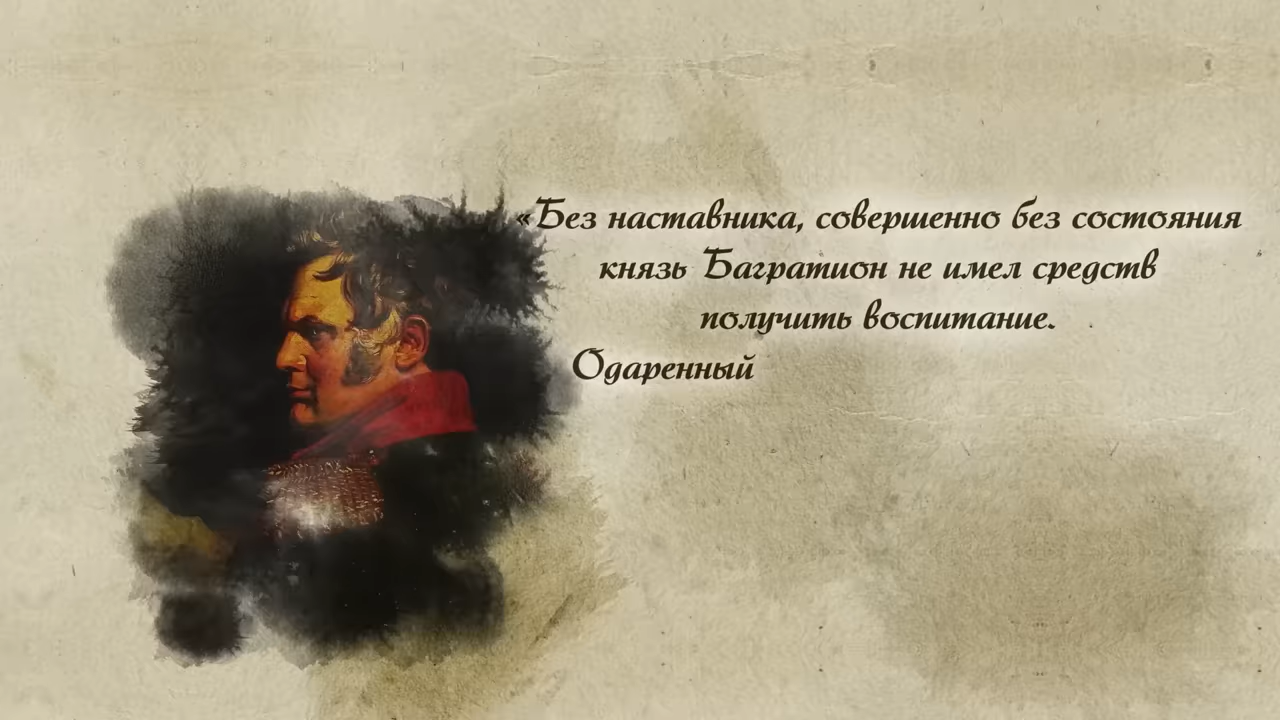 «Без наставника, совершенно без состояния
князь Багратион не имел средств
получить воспитание.
Одаренный